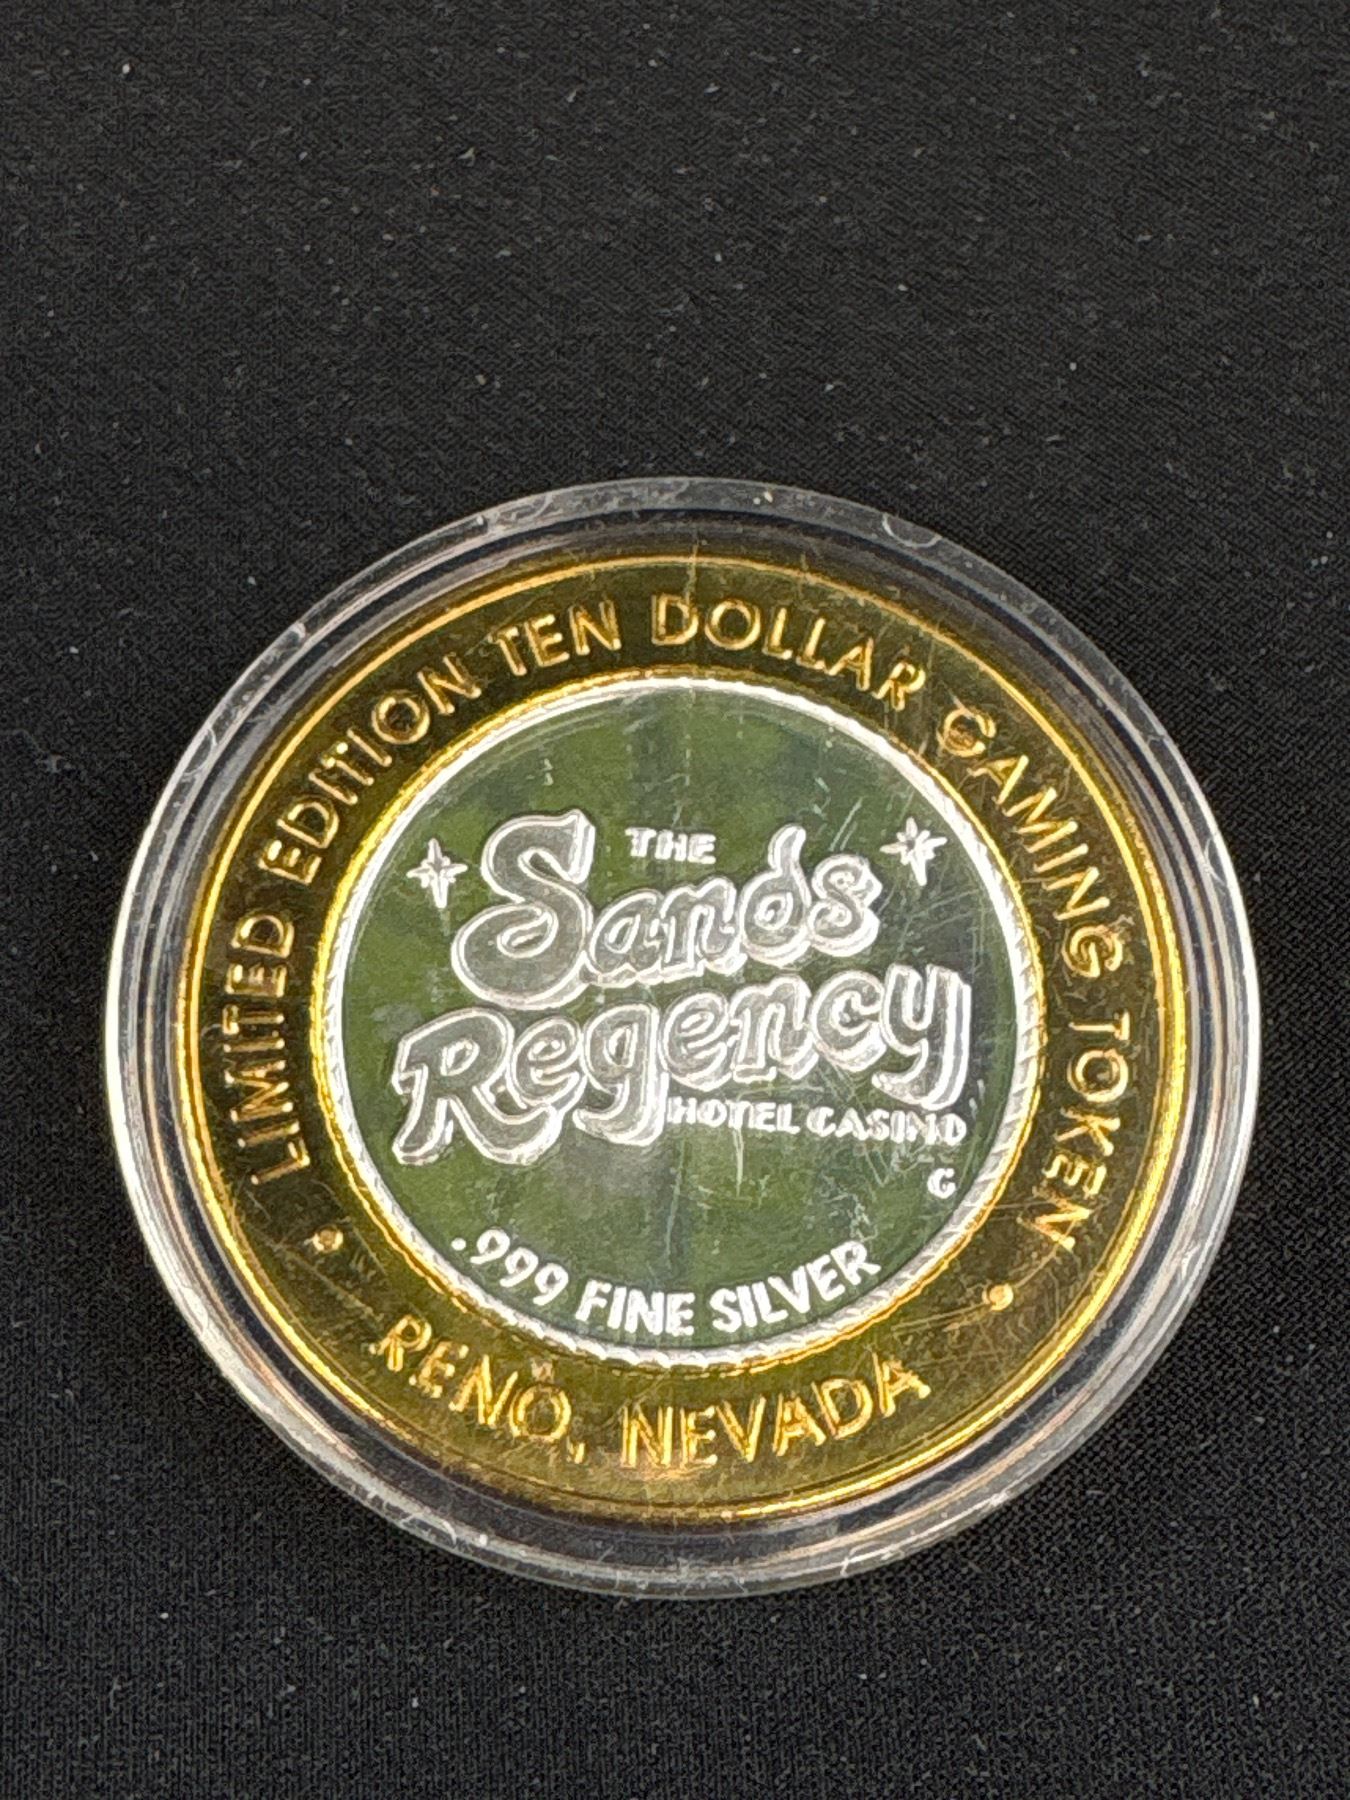 LIMITED EDITION TEN DOLLAR GAMING TOKEN
THE
Sands
Regency
HOTEL CASINO
G
.999 FINE SILVER
• RENO, NEVADA •